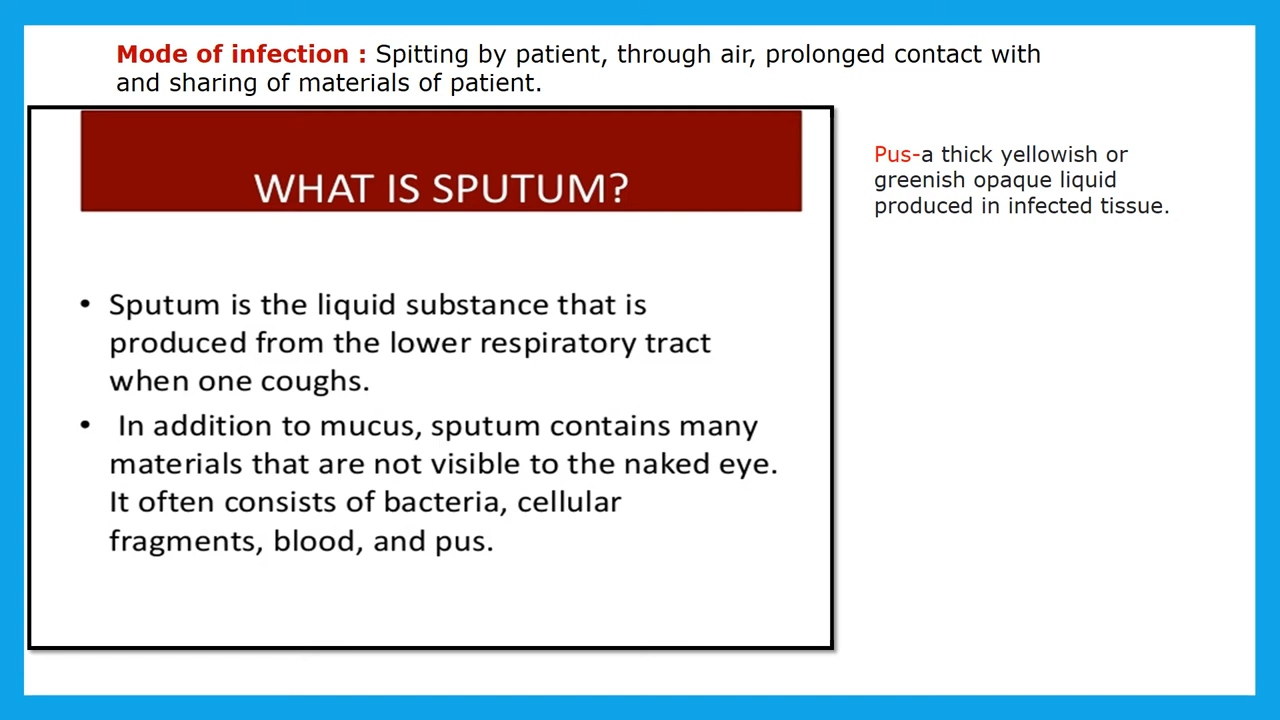 Mode of infection : Spitting by patient, through air, prolonged contact with
and sharing of materials of patient.
WHAT IS SPUTUM?
• Sputum is the liquid substance that is
produced from the lower respiratory tract
when one coughs.
• In addition to mucus, sputum contains many
materials that are not visible to the naked eye.
It often consists of bacteria, cellular
fragments, blood, and pus.
Pus-a thick yellowish or
greenish opaque liquid
produced in infected tissue.